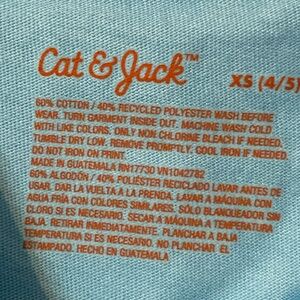 Cat & Jack™
XS (4/5)
60% COTTON / 40% RECYCLED POLYESTER WASH BEFORE
WEAR. TURN GARMENT INSIDE OUT. MACHINE WASH COLD
WITH LIKE COLORS. ONLY NON CHLORINE BLEACH IF NEEDED.
TUMBLE DRY LOW. REMOVE PROMPTLY. COOL IRON IF NEEDED.
DO NOT IRON ON PRINT.
MADE IN GUATEMALA RN17730 VN1042782
60% ALGODÓN / 40% POLIÉSTER RECICLADO LAVAR ANTES DE
USAR. DAR LA VUELTA A LA PRENDA. LAVAR A MÁQUINA CON
AGUA FRÍA CON COLORES SIMILARES. SÓLO BLANQUEADOR SIN
CLORO SI ES NECESARIO. SECAR A MÁQUINA A TEMPERATURA
BAJA. RETIRAR INMEDIATAMENTE. PLANCHAR A BAJA
TEMPERATURA SI ES NECESARIO. NO PLANCHAR EL
ESTAMPADO. HECHO EN GUATEMALA